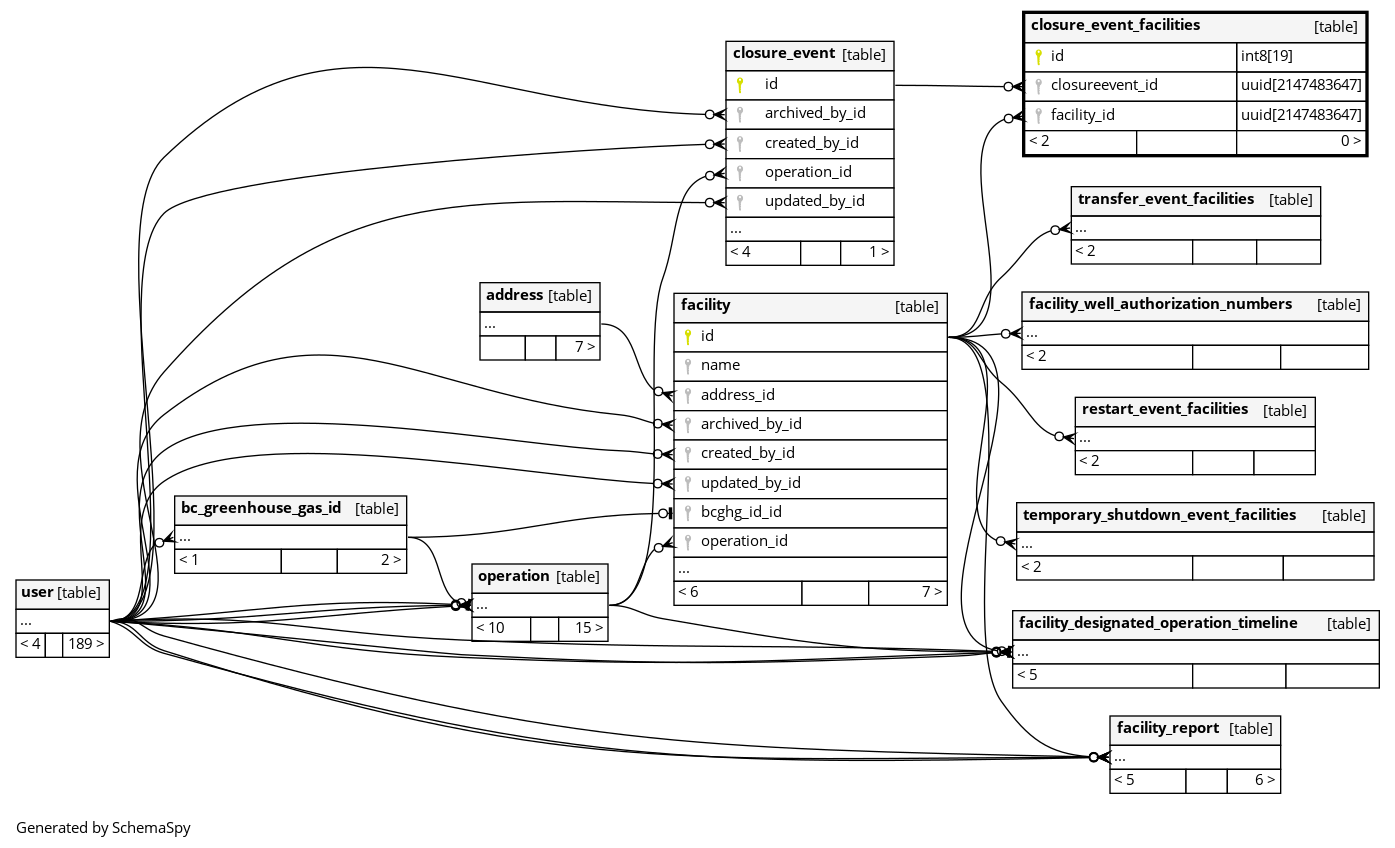 closure_event_facilities [table]
id int8[19]
closureevent_id uuid[2147483647]
facility_id uuid[2147483647]
< 2 0 >
closure_event [table]
id
archived_by_id
created_by_id
operation_id
updated_by_id
...
< 4 1 >
transfer_event_facilities [table]
...
< 2
address [table]
...
7 >
facility [table]
id
name
address_id
archived_by_id
created_by_id
updated_by_id
bcghg_id_id
operation_id
...
< 6 7 >
facility_well_authorization_numbers [table]
...
< 2
restart_event_facilities [table]
...
< 2
bc_greenhouse_gas_id [table]
...
< 1 2 >
temporary_shutdown_event_facilities [table]
...
< 2
operation [table]
...
< 10 15 >
user [table]
...
< 4 189 >
facility_designated_operation_timeline [table]
...
< 5
facility_report [table]
...
< 5 6 >
Generated by SchemaSpy